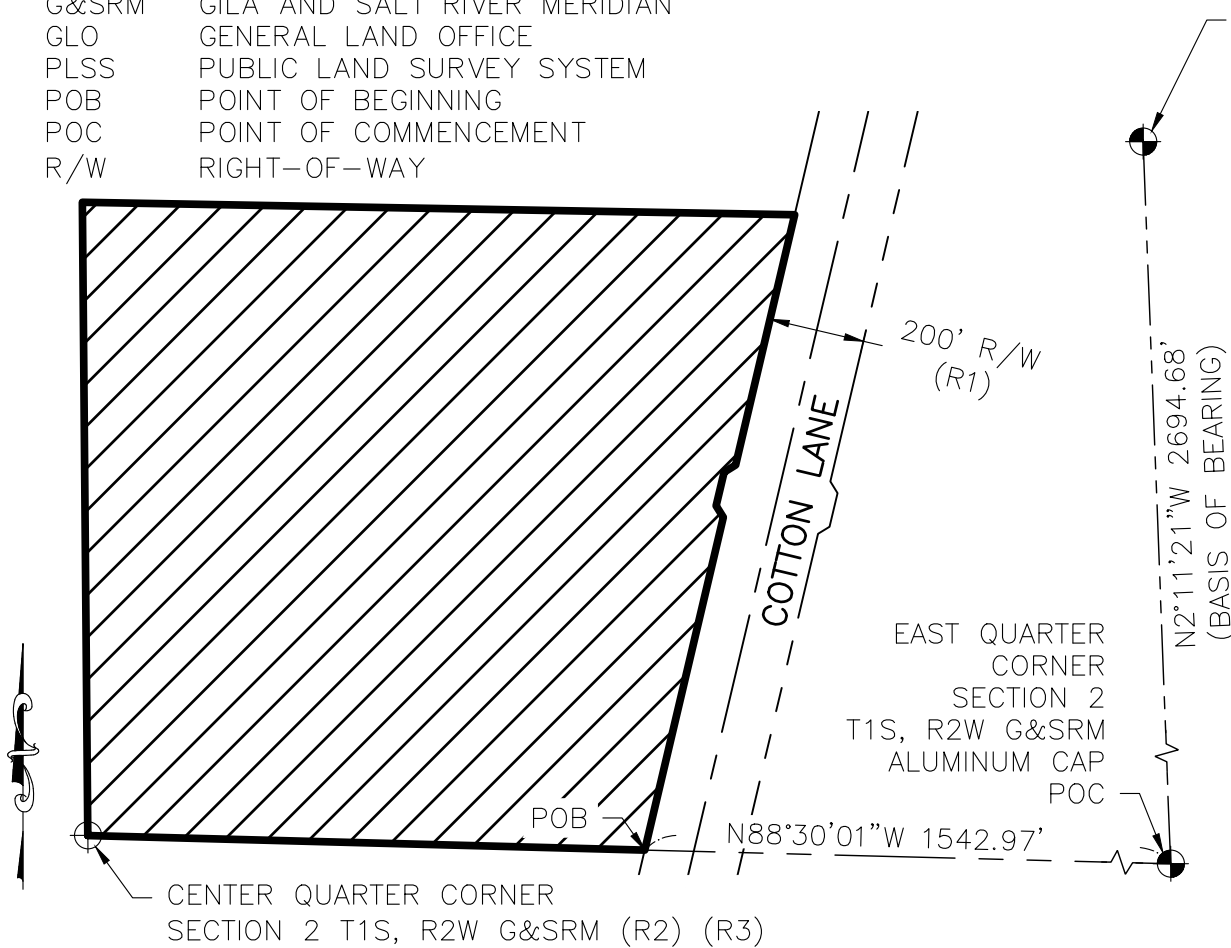 G&SRM GILA AND SALT RIVER MERIDIAN
GLO GENERAL LAND OFFICE
PLSS PUBLIC LAND SURVEY SYSTEM
POB POINT OF BEGINNING
POC POINT OF COMMENCEMENT
R/W RIGHT-OF-WAY
200' R/W
(R1)
COTTON LANE
N2°11'21"W 2694.68'
(BASIS OF BEARING)
EAST QUARTER
CORNER
SECTION 2
T1S, R2W G&SRM
ALUMINUM CAP
POC
POB
N88°30'01"W 1542.97'
CENTER QUARTER CORNER
SECTION 2 T1S, R2W G&SRM (R2) (R3)